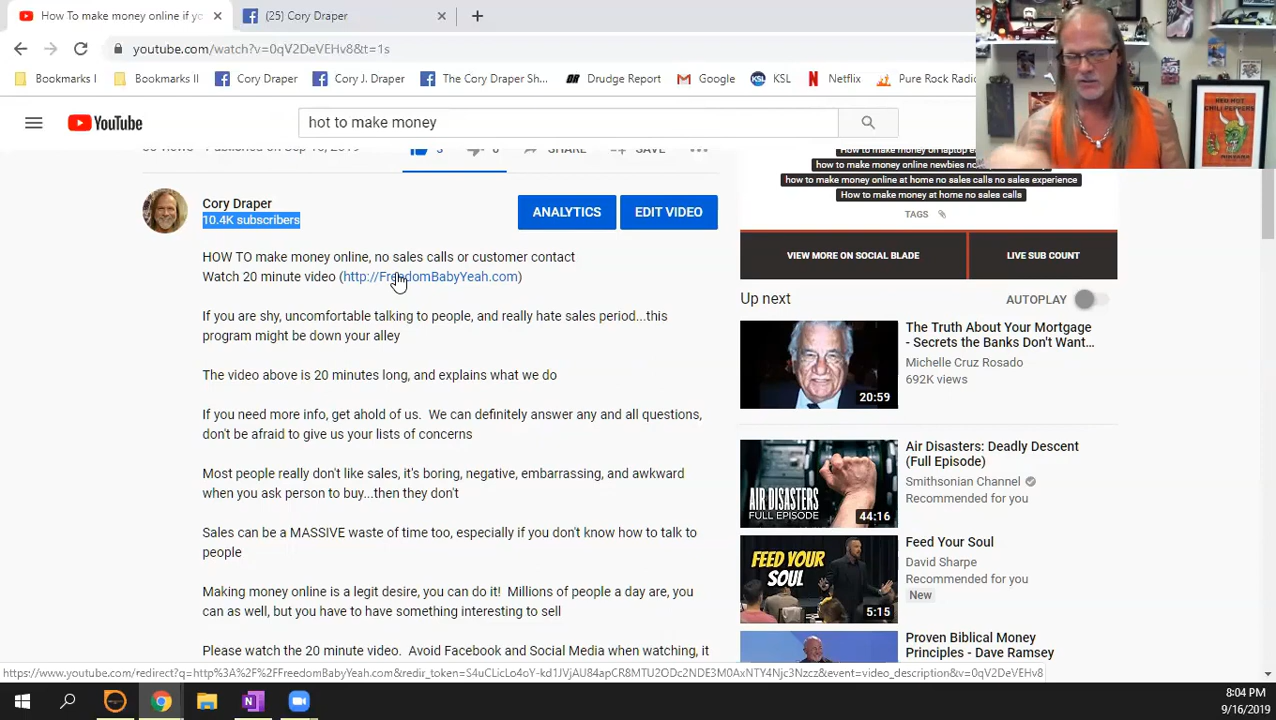 How To make money online if yo
(25) Cory Draper
youtube.com/watch?v=0qV2DeVEHv8&t=1s
Bookmarks I
Bookmarks II
Cory Draper
Cory J. Draper
The Cory Draper Sh...
Drudge Report
Google
KSL
KSL
Netflix
Pure Rock Radio
YouTube
hot to make money
RED HOT
CHILI PEPPERS
SHARE
SAVE
how to make money online newbies no
how to make money online at home no sales calls no sales experience
How to make money at home no sales calls
TAGS
VIEW MORE ON SOCIAL BLADE
LIVE SUB COUNT
Cory Draper
10.4K subscribers
ANALYTICS
EDIT VIDEO
HOW TO make money online, no sales calls or customer contact
Watch 20 minute video (http://FreedomBabyYeah.com)
If you are shy, uncomfortable talking to people, and really hate sales period...this
program might be down your alley
The video above is 20 minutes long, and explains what we do
If you need more info, get ahold of us. We can definitely answer any and all questions,
don't be afraid to give us your lists of concerns
Most people really don't like sales, it's boring, negative, embarrassing, and awkward
when you ask person to buy...then they don't
Sales can be a MASSIVE waste of time too, especially if you don't know how to talk to
people
Making money online is a legit desire, you can do it! Millions of people a day are, you
can as well, but you have to have something interesting to sell
Please watch the 20 minute video. Avoid Facebook and Social Media when watching, it
Up next
AUTOPLAY
The Truth About Your Mortgage
- Secrets the Banks Don't Want...
Michelle Cruz Rosado
692K views
20:59
Air Disasters: Deadly Descent
(Full Episode)
Smithsonian Channel
Recommended for you
AIR DISASTERS
FULL EPISODE
44:16
Feed Your Soul
David Sharpe
Recommended for you
New
FEED YOUR
SOUL
5:15
Proven Biblical Money
Principles - Dave Ramsey
8:04 PM
9/16/2019